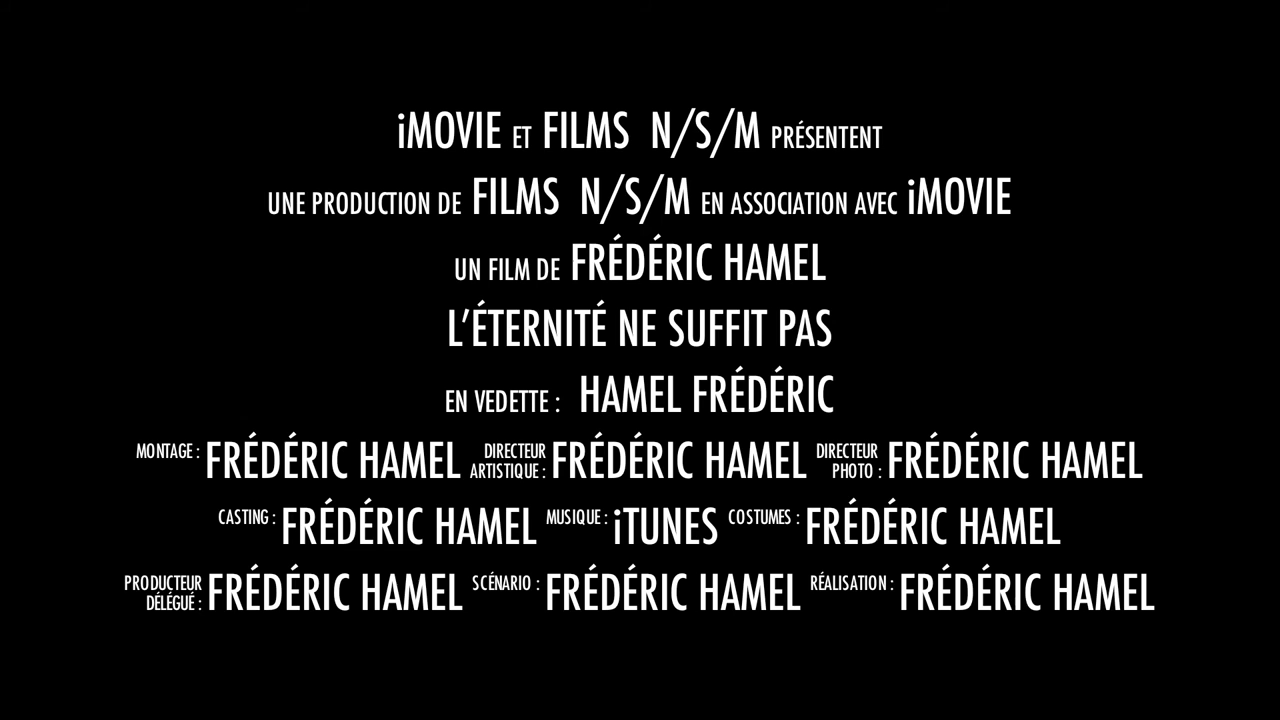 iMOVIE ET FILMS N/S/M PRÉSENTENT
UNE PRODUCTION DE FILMS N/S/M EN ASSOCIATION AVEC iMOVIE
UN FILM DE FRÉDÉRIC HAMEL
L'ÉTERNITÉ NE SUFFIT PAS
EN VEDETTE : HAMEL FRÉDÉRIC
MONTAGE : FRÉDÉRIC HAMEL DIRECTEUR ARTISTIQUE : FRÉDÉRIC HAMEL DIRECTEUR PHOTO : FRÉDÉRIC HAMEL
CASTING : FRÉDÉRIC HAMEL MUSIQUE : iTUNES COSTUMES : FRÉDÉRIC HAMEL
PRODUCTEUR DÉLÉGUÉ : FRÉDÉRIC HAMEL SCÉNARIO : FRÉDÉRIC HAMEL RÉALISATION : FRÉDÉRIC HAMEL